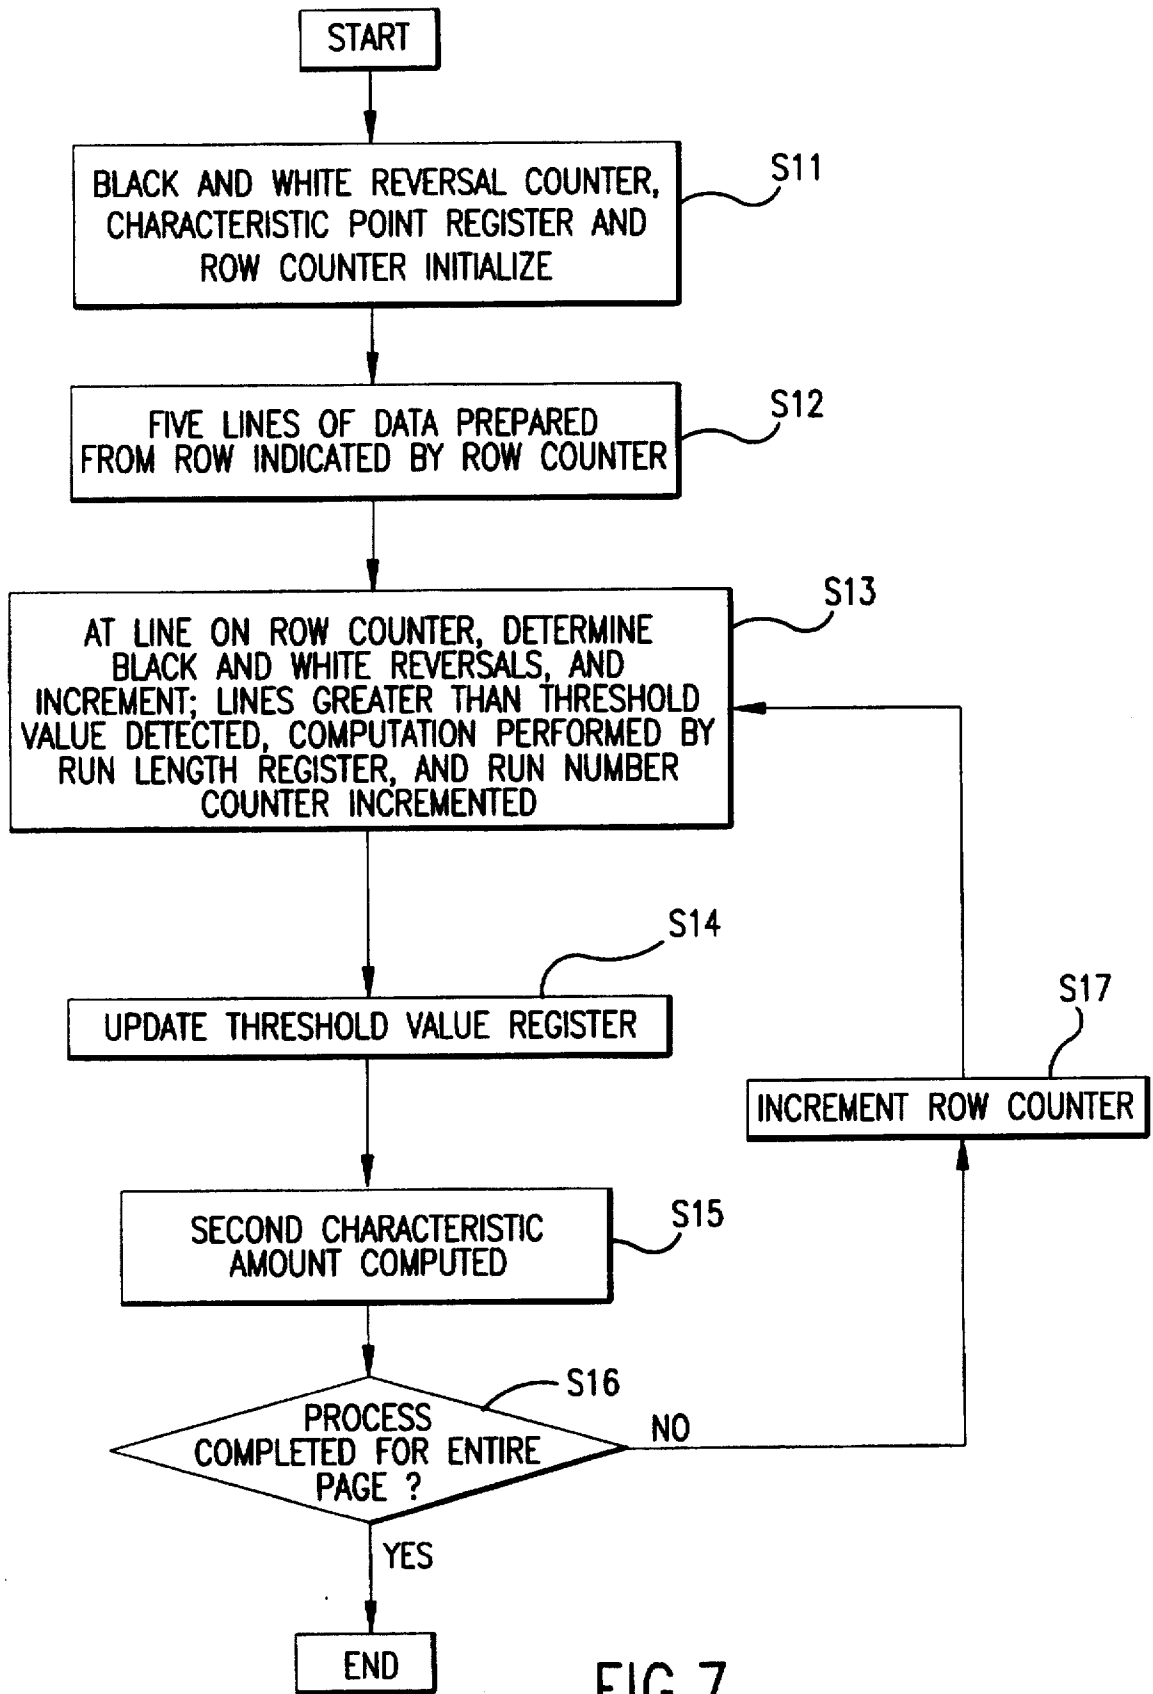 START
BLACK AND WHITE REVERSAL COUNTER,
CHARACTERISTIC POINT REGISTER AND
ROW COUNTER INITIALIZE
S11
FIVE LINES OF DATA PREPARED
FROM ROW INDICATED BY ROW COUNTER
S12
AT LINE ON ROW COUNTER, DETERMINE
BLACK AND WHITE REVERSALS, AND
INCREMENT; LINES GREATER THAN THRESHOLD
VALUE DETECTED, COMPUTATION PERFORMED BY
RUN LENGTH REGISTER, AND RUN NUMBER
COUNTER INCREMENTED
S13
UPDATE THRESHOLD VALUE REGISTER
S14
INCREMENT ROW COUNTER
S17
SECOND CHARACTERISTIC
AMOUNT COMPUTED
S15
PROCESS
COMPLETED FOR ENTIRE
PAGE ?
S16
NO
YES
END
FIG.7